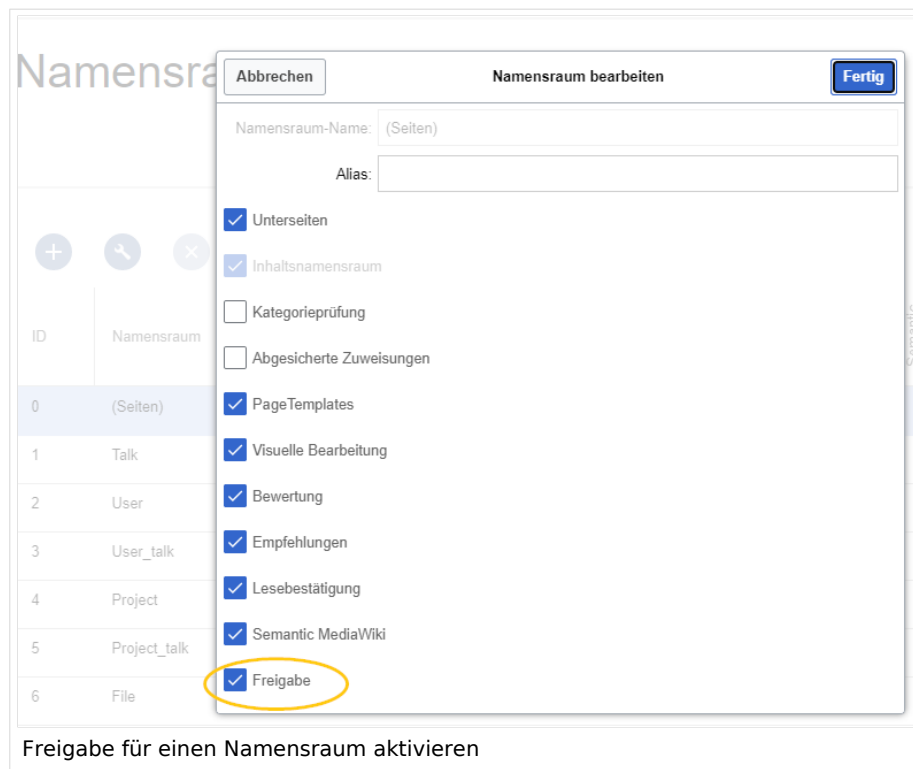 Namensra
Abbrechen
Namensraum bearbeiten
Fertig
Namensraum-Name:
(Seiten)
Alias:
Unterseiten
Inhaltsnamensraum
Kategorieprüfung
Abgesicherte Zuweisungen
PageTemplates
Visuelle Bearbeitung
Bewertung
Empfehlungen
Lesebestätigung
Semantic MediaWiki
Freigabe
ID
Namensraum
Semantic
0
(Seiten)
1
Talk
2
User
3
User_talk
4
Project
5
Project_talk
6
File
Freigabe für einen Namensraum aktivieren